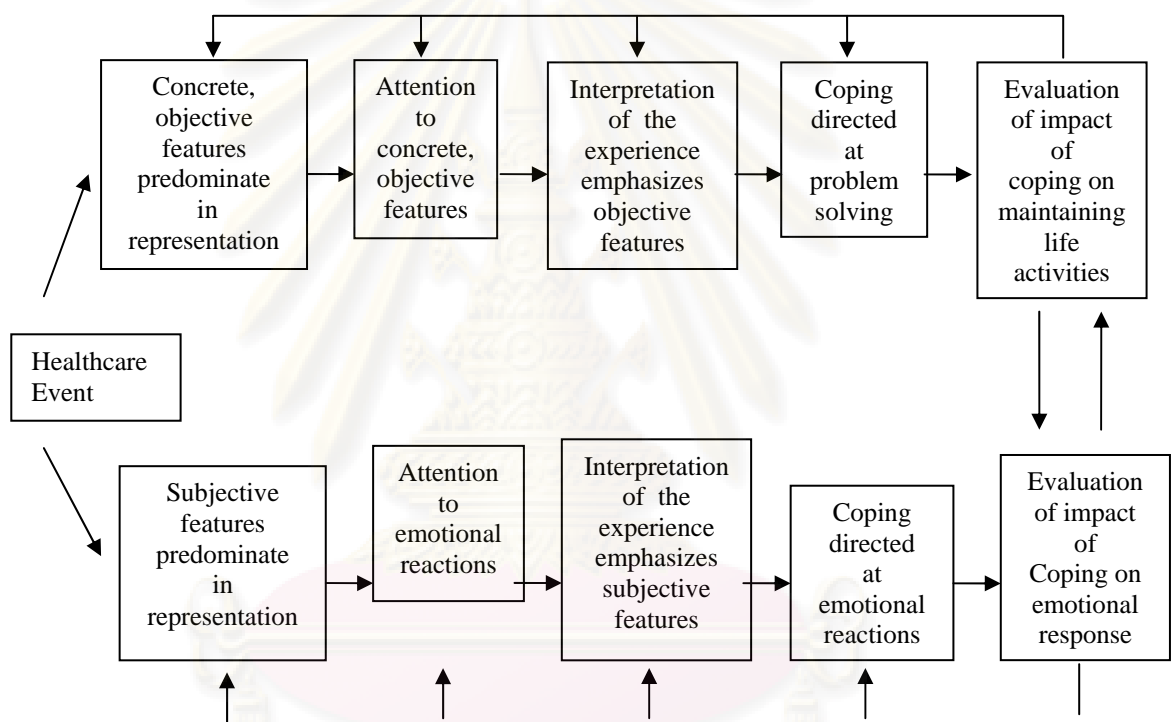 Concrete,
objective
features
predominate
in
representation
Attention
to
concrete,
objective
features
Interpretation
of the
experience
emphasizes
objective
features
Coping
directed
at
problem
solving
Evaluation
of impact
of
coping on
maintaining
life
activities
Healthcare
Event
Subjective
features
predominate
in
representation
Attention
to
emotional
reactions
Interpretation
of the
experience
emphasizes
subjective
features
Coping
directed
at
emotional
reactions
Evaluation
of impact
of
Coping on
emotional
response